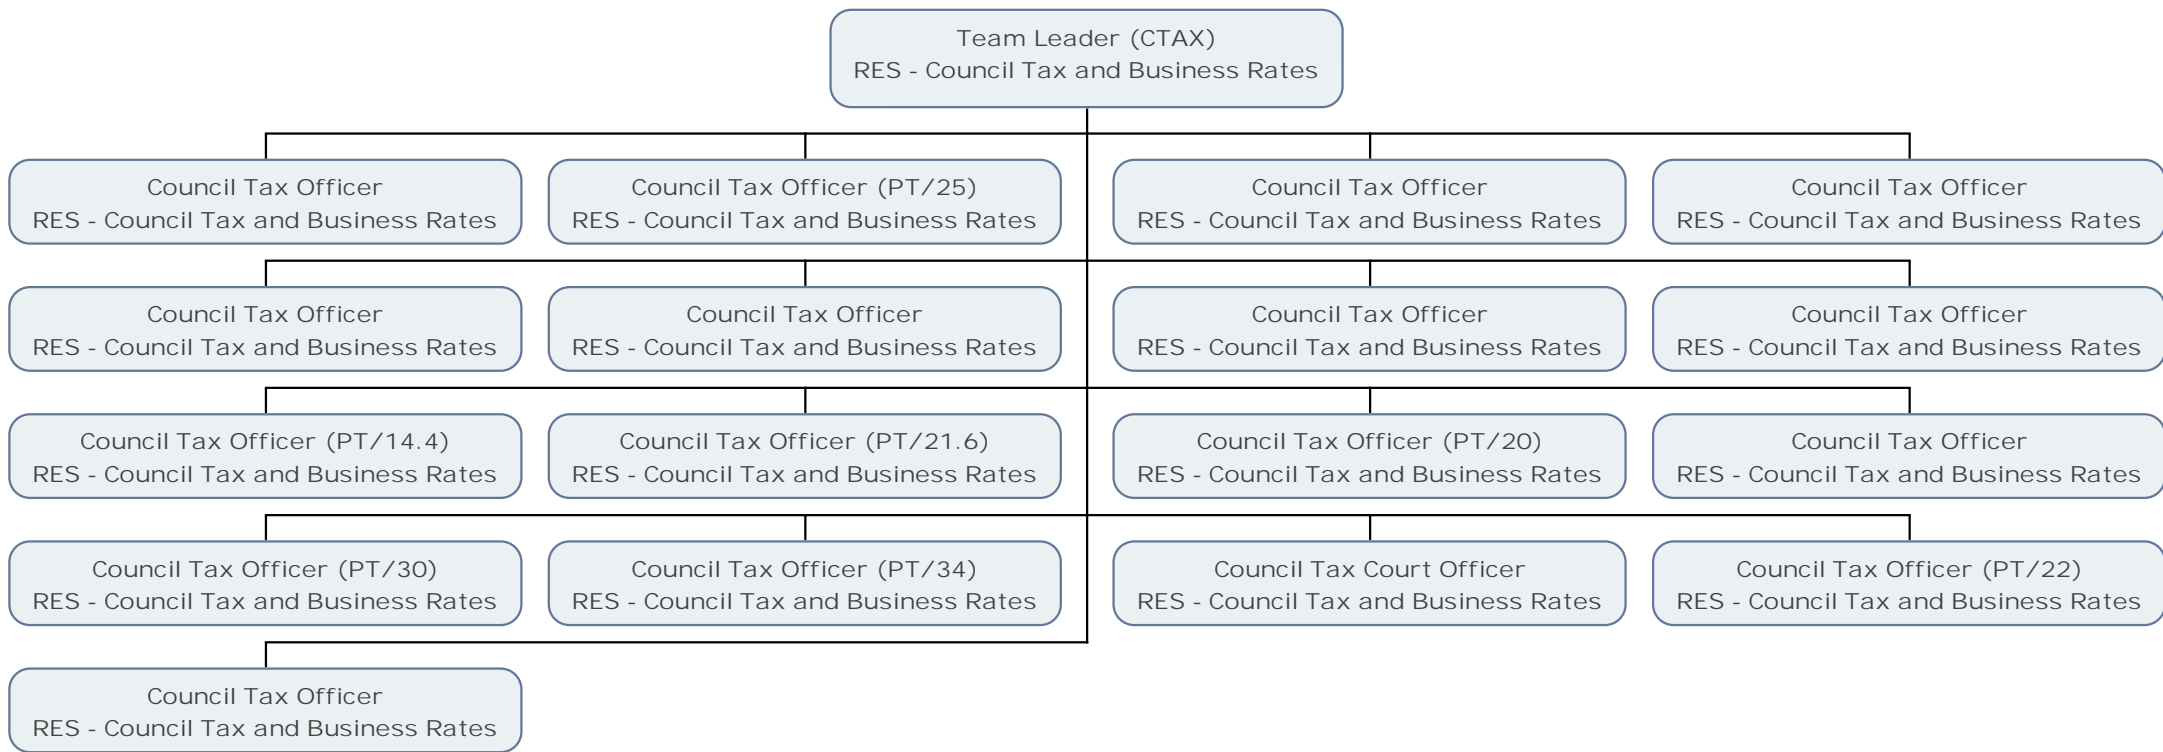 Team Leader (CTAX)
RES - Council Tax and Business Rates
Council Tax Officer
RES - Council Tax and Business Rates
Council Tax Officer (PT/25)
RES - Council Tax and Business Rates
Council Tax Officer
RES - Council Tax and Business Rates
Council Tax Officer
RES - Council Tax and Business Rates
Council Tax Officer
RES - Council Tax and Business Rates
Council Tax Officer
RES - Council Tax and Business Rates
Council Tax Officer
RES - Council Tax and Business Rates
Council Tax Officer
RES - Council Tax and Business Rates
Council Tax Officer (PT/14.4)
RES - Council Tax and Business Rates
Council Tax Officer (PT/21.6)
RES - Council Tax and Business Rates
Council Tax Officer (PT/20)
RES - Council Tax and Business Rates
Council Tax Officer
RES - Council Tax and Business Rates
Council Tax Officer (PT/30)
RES - Council Tax and Business Rates
Council Tax Officer (PT/34)
RES - Council Tax and Business Rates
Council Tax Court Officer
RES - Council Tax and Business Rates
Council Tax Officer (PT/22)
RES - Council Tax and Business Rates
Council Tax Officer
RES - Council Tax and Business Rates